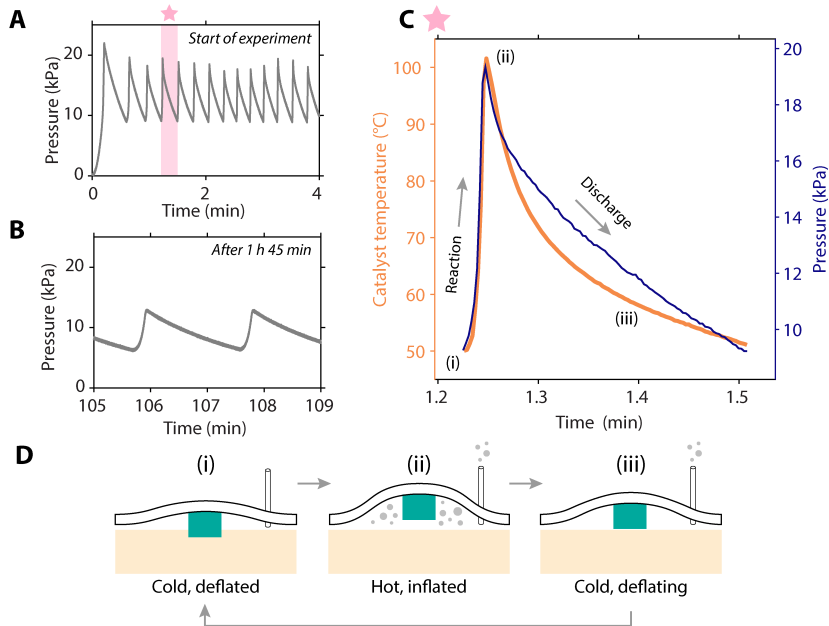 A
Start of experiment
Pressure (kPa)
20
10
0
0
2
4
Time (min)
B
After 1 h 45 min
Pressure (kPa)
20
10
0
105
106
107
108
109
Time (min)
C
(ii)
Catalyst temperature (°C)
100
90
80
70
60
50
Reaction
Discharge
(iii)
(i)
Pressure (kPa)
20
18
16
14
12
10
1.2
1.3
1.4
1.5
Time (min)
D
(i)
(ii)
(iii)
Cold, deflated
Hot, inflated
Cold, deflating